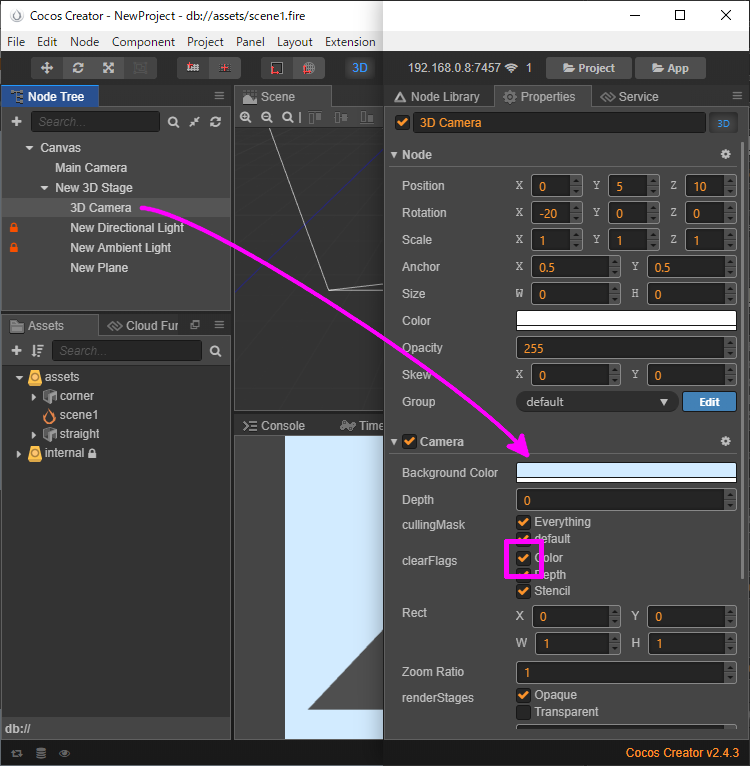 Cocos Creator - NewProject - db://assets/scene1.fire
File Edit Node Component Project Panel Layout Extension
3D 192.168.0.8:7457 1 Project App
Node Tree
Search...
Canvas
Main Camera
New 3D Stage
3D Camera
New Directional Light
New Ambient Light
New Plane
Assets Cloud Fur
Search...
assets
corner
scene1
straight
internal
db://
Scene
Console Time
Node Library Properties Service
3D Camera 3D
Node
Position X 0 Y 5 Z 10
Rotation X -20 Y 0 Z 0
Scale X 1 Y 1 Z 1
Anchor X 0.5 Y 0.5
Size W 0 H 0
Color
Opacity 255
Skew X 0 Y 0
Group default Edit
Camera
Background Color
Depth 0
cullingMask Everything
default
clearFlags Color
Depth
Stencil
Rect X 0 Y 0
W 1 H 1
Zoom Ratio 1
renderStages Opaque
Transparent
Cocos Creator v2.4.3